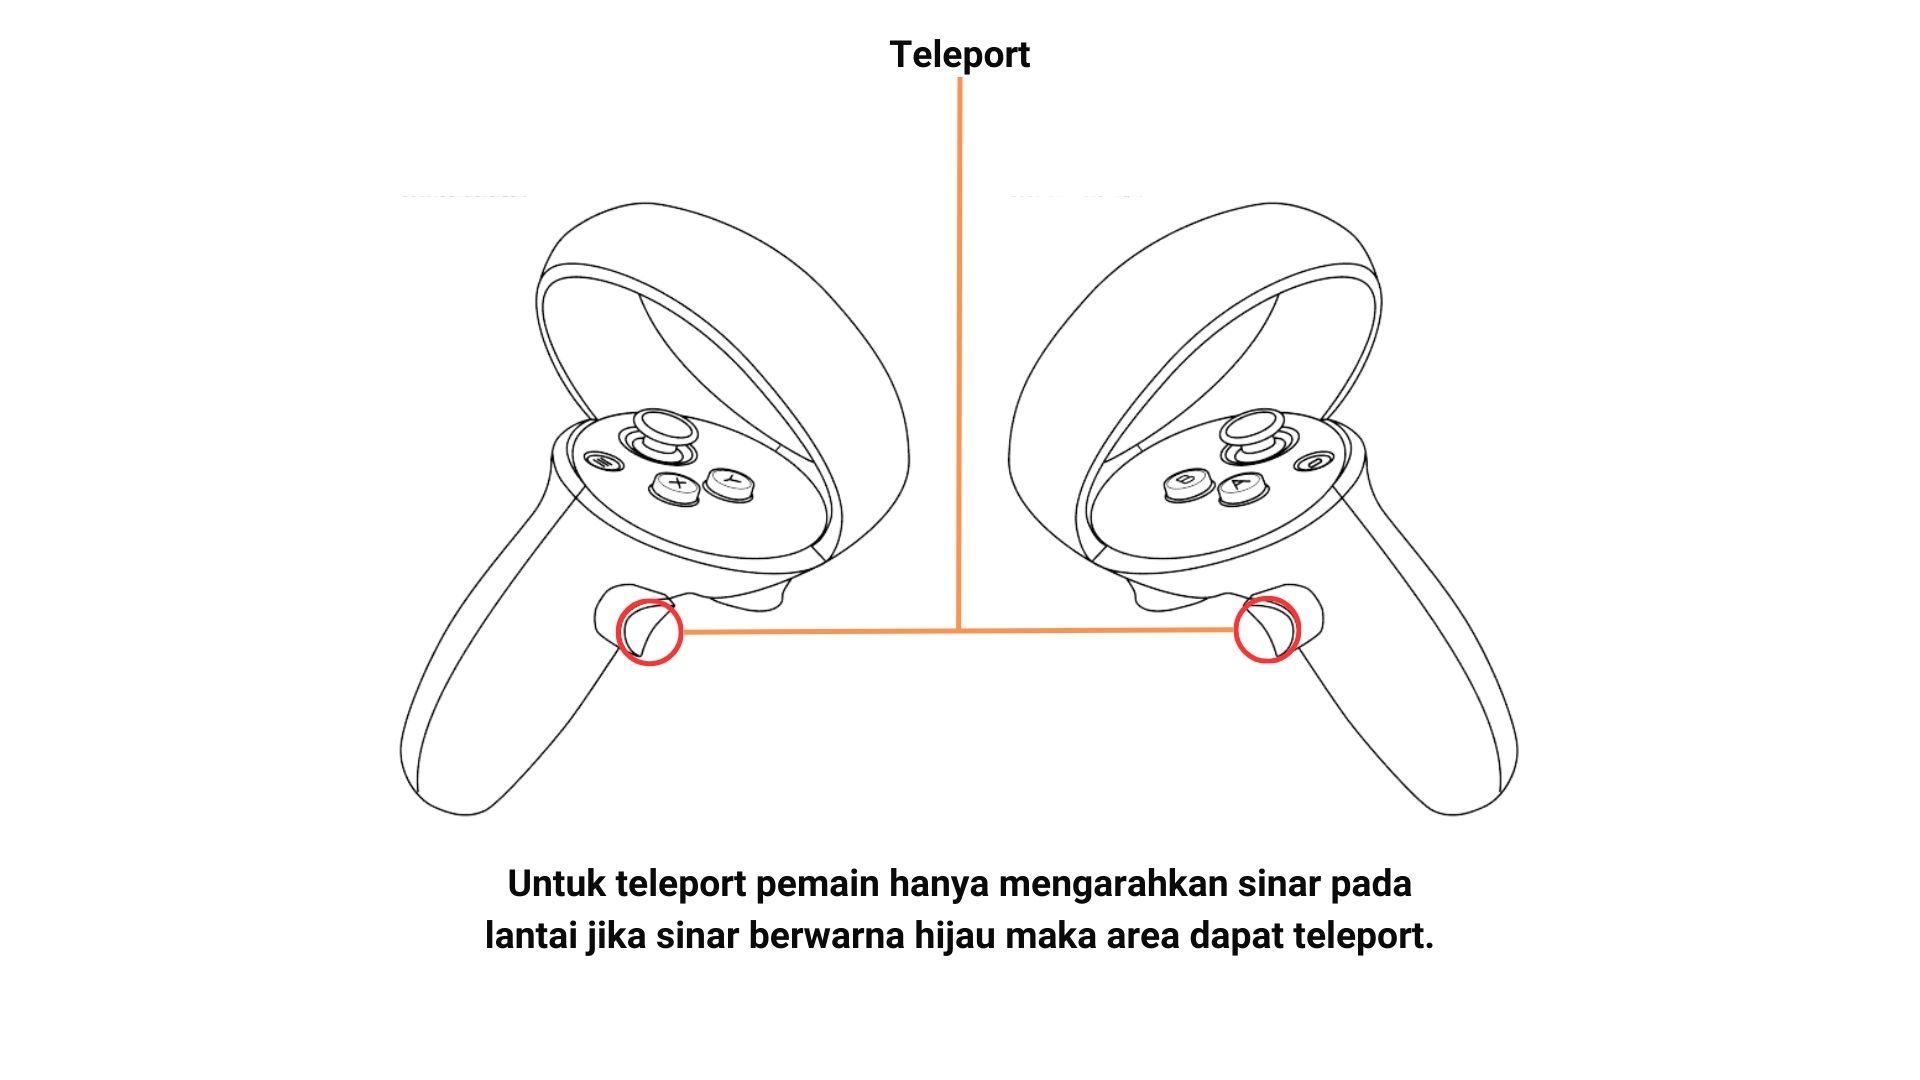 Teleport
X
Y
B
A
Untuk teleport pemain hanya mengarahkan sinar pada
lantai jika sinar berwarna hijau maka area dapat teleport.